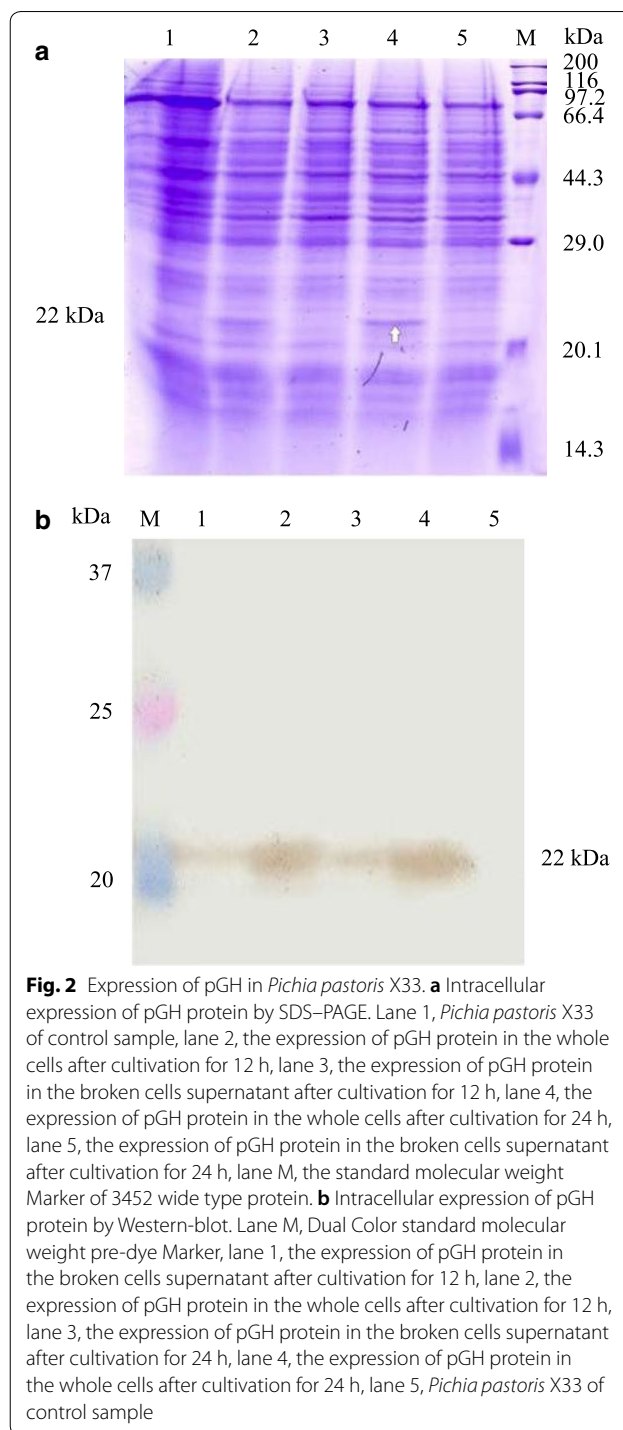 a
1 2 3 4 5 M kDa
200
116
97.2
66.4
44.3
29.0
22 kDa
20.1
14.3
b kDa M 1 2 3 4 5
37
25
22 kDa
20
Fig. 2 Expression of pGH in Pichia pastoris X33. a Intracellular
expression of pGH protein by SDS–PAGE. Lane 1, Pichia pastoris X33
of control sample, lane 2, the expression of pGH protein in the whole
cells after cultivation for 12 h, lane 3, the expression of pGH protein
in the broken cells supernatant after cultivation for 12 h, lane 4, the
expression of pGH protein in the whole cells after cultivation for 24 h,
lane 5, the expression of pGH protein in the broken cells supernatant
after cultivation for 24 h, lane M, the standard molecular weight
Marker of 3452 wide type protein. b Intracellular expression of pGH
protein by Western-blot. Lane M, Dual Color standard molecular
weight pre-dye Marker, lane 1, the expression of pGH protein in
the broken cells supernatant after cultivation for 12 h, lane 2, the
expression of pGH protein in the whole cells after cultivation for 12 h,
lane 3, the expression of pGH protein in the broken cells supernatant
after cultivation for 24 h, lane 4, the expression of pGH protein in
the whole cells after cultivation for 24 h, lane 5, Pichia pastoris X33 of
control sample